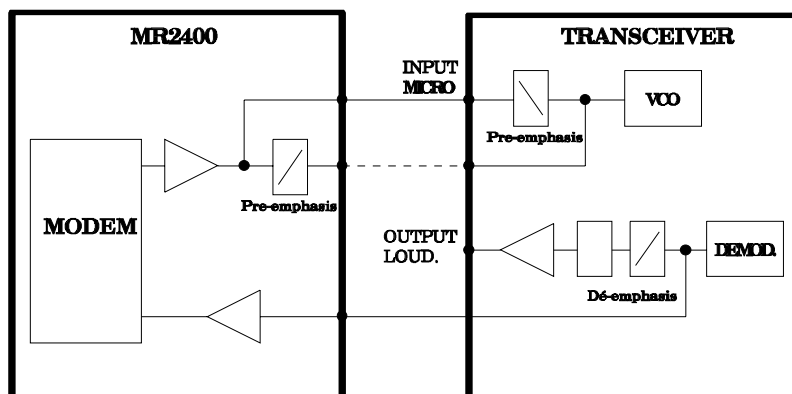 MR2400
TRANSCEIVER
INPUT
MICRO
VCO
Pre-emphasis
Pre-emphasis
MODEM
OUTPUT
LOUD.
DEMOD.
Dé-emphasis